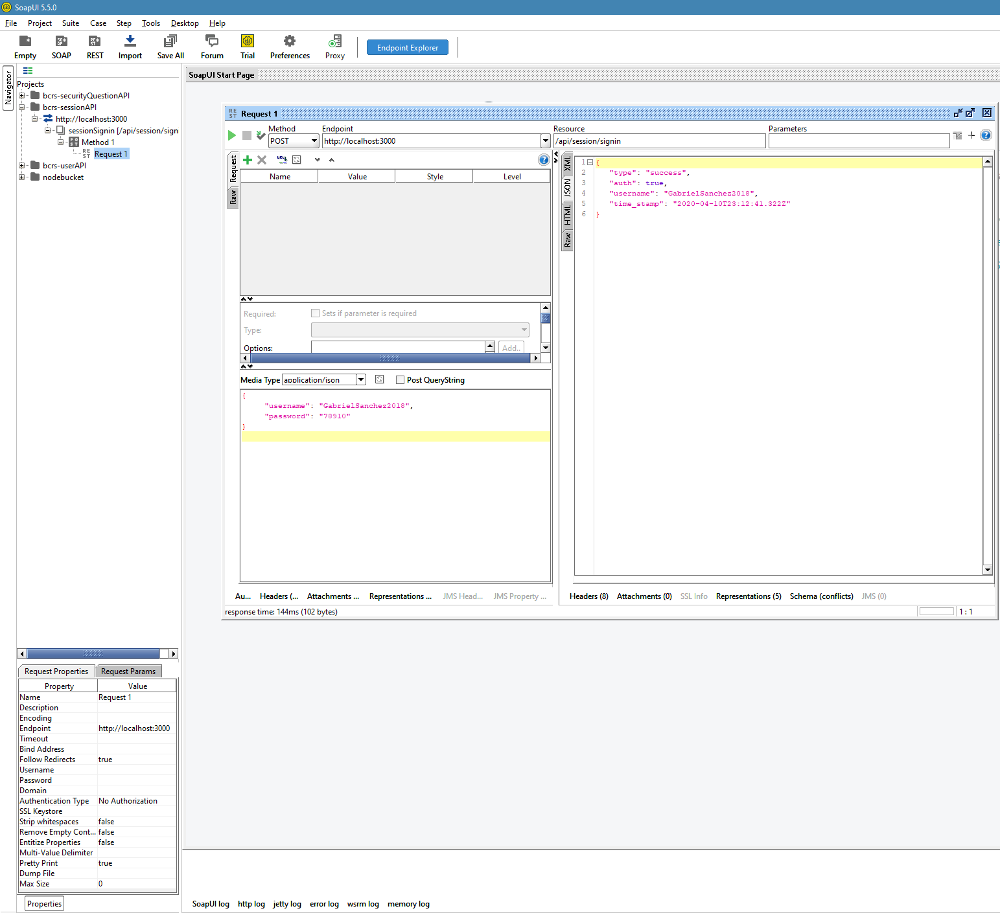 SoapUI 5.5.0
File Project Suite Case Step Tools Desktop Help
Empty SOAP REST Import Save All Forum Trial Preferences Proxy Endpoint Explorer
Navigator
Projects
bcrs-securityQuestionAPI
bcrs-sessionAPI
http://localhost:3000
sessionSignin [/api/session/sign
Method 1
Request 1
bcrs-userAPI
nodebucket
SoapUI Start Page
Request 1
Method Endpoint Resource Parameters
POST http://localhost:3000 /api/session/signin
Request
Raw
Name Value Style Level
Required: Sets if parameter is required
Type:
Options: Add..
Media Type application/json Post QueryString
{
"username": "GabrielSanchez2018",
"password": "78910"
}
XML
JSON
HTML
Raw
1 {
2 "type": "success",
3 "auth": true,
4 "username": "GabrielSanchez2018",
5 "time_stamp": "2020-04-10T23:12:41.322Z"
6 }
Au... Headers (... Attachments ... Representations ... JMS Head... JMS Property ...
Headers (8) Attachments (0) SSL Info Representations (5) Schema (conflicts) JMS (0)
response time: 144ms (102 bytes)
1 : 1
Request Properties Request Params
Property Value
Name Request 1
Description
Encoding
Endpoint http://localhost:3000
Timeout
Bind Address
Follow Redirects true
Username
Password
Domain
Authentication Type No Authorization
SSL Keystore
Strip whitespaces false
Remove Empty Cont... false
Entitize Properties false
Multi-Value Delimiter
Pretty Print true
Dump File
Max Size 0
Properties
SoapUI log http log jetty log error log wsrm log memory log